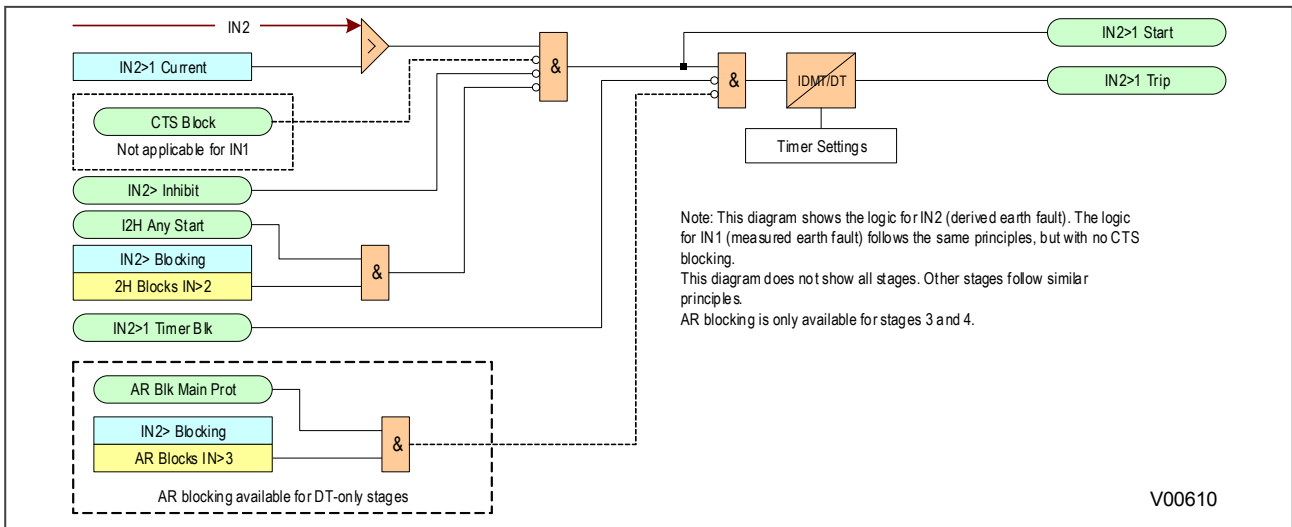 IN2
IN2>1 Current
>
CTS Block
Not applicable for IN1
IN2> Inhibit
I2H Any Start
IN2> Blocking
2H Blocks IN>2
&
IN2>1 Timer Blk
AR Blk Main Prot
IN2> Blocking
AR Blocks IN>3
&
AR blocking available for DT-only stages
&
&
IDMT/DT
Timer Settings
IN2>1 Start
IN2>1 Trip
Note: This diagram shows the logic for IN2 (derived earth fault). The logic
for IN1 (measured earth fault) follows the same principles, but with no CTS
blocking.
This diagram does not show all stages. Other stages follow similar
principles.
AR blocking is only available for stages 3 and 4.
V00610